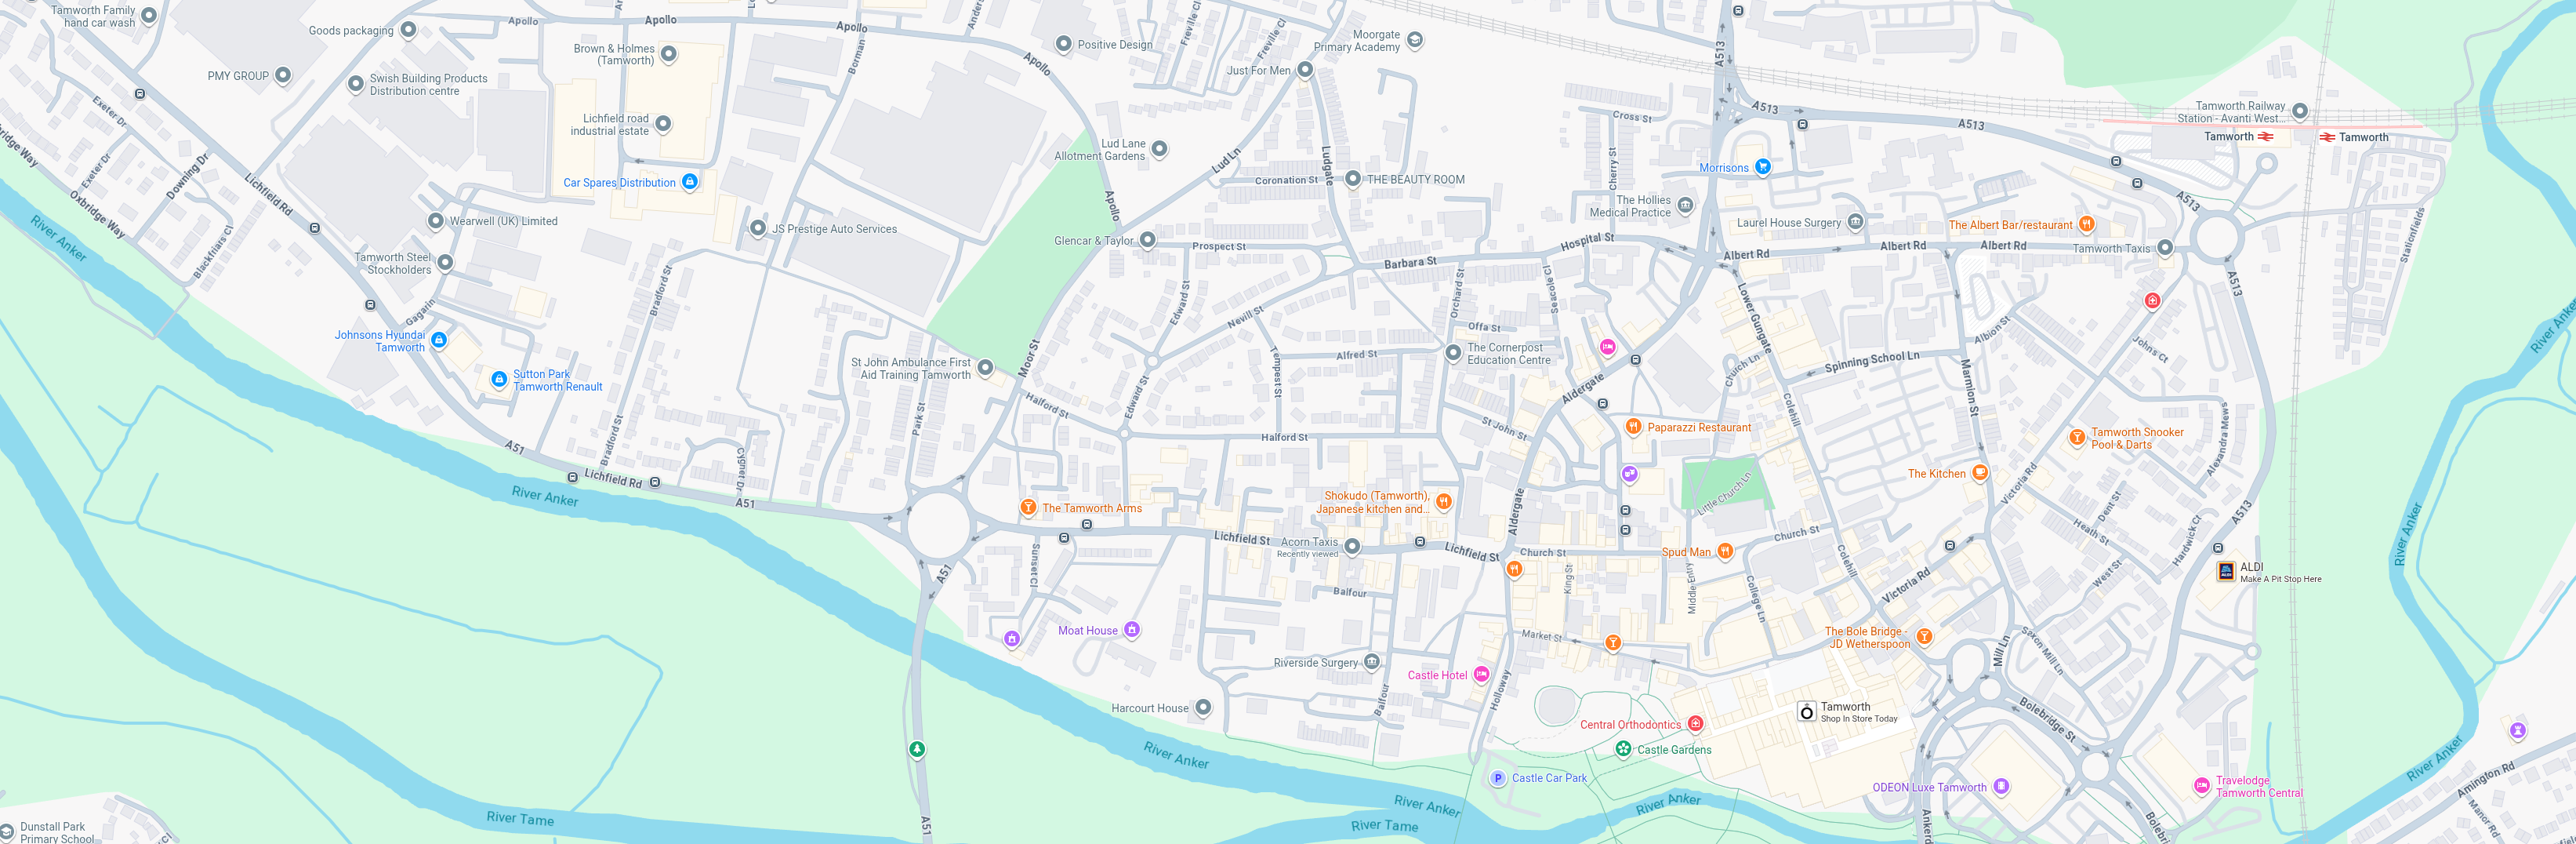 Tamworth Family
hand car wash
Goods packaging
Apollo
Apollo
Apollo
Apollo
Apollo
Apollo
Brown & Holmes
(Tamworth)
Borman
Positive Design
Freville Cl
Freville Cl
Just For Men
Moorgate
Primary Academy
A513
A513
A513
A513
A513
A513
PMY GROUP
Swish Building Products
Distribution centre
Exeter Dr
Exeter Dr
Lichfield road
industrial estate
Lud Lane
Allotment Gardens
Lud Ln
Ludgate
Cross St
Cherry St
Tamworth Railway
Station - Avanti West...
Tamworth
Tamworth
Morrisons
Oxbridge Way
Downing Dr
Lichfield Rd
Car Spares Distribution
Coronation St
THE BEAUTY ROOM
The Hollies
Medical Practice
Laurel House Surgery
The Albert Bar/restaurant
Wearwell (UK) Limited
JS Prestige Auto Services
Glencar & Taylor
Prospect St
Barbara St
Hospital St
Albert Rd
Albert Rd
Albert Rd
Tamworth Taxis
Stationfields
River Anker
Blackfriars Cl
Tamworth Steel
Stockholders
Gagarin
Bradford St
Edward St
Nevill St
Orchard St
Seacole Cl
Lower Gungate
Johnsons Hyundai
Tamworth
Sutton Park
Tamworth Renault
St John Ambulance First
Aid Training Tamworth
Moor St
Tempest St
Alfred St
Offa St
The Cornerpost
Education Centre
Aldergate
Church Ln
Spinning School Ln
Marmion St
Albion St
Johns Ct
River Anker
Bradford St
Park St
Halford St
Edward St
Halford St
St John St
Paparazzi Restaurant
Colehill
Tamworth Snooker
Pool & Darts
Alexandra Mews
A51
Lichfield Rd
Cygnet Dr
A51
River Anker
The Tamworth Arms
Shokudo (Tamworth),
Japanese kitchen and...
Aldergate
Little Church Ln
The Kitchen
Victoria Rd
Dent St
Heath St
Hardwick Ct
West St
River Anker
Sunset Cl
Lichfield St
Acorn Taxis
Recently viewed
Lichfield St
Church St
Spud Man
Church St
Colehill
Victoria Rd
ALDI
Make A Pit Stop Here
A51
Balfour
King St
Middle Entry
College Ln
Moat House
Market St
The Bole Bridge -
JD Wetherspoon
Mill Ln
Saxon Mill Ln
Riverside Surgery
Castle Hotel
Balfour
Holloway
Harcourt House
Central Orthodontics
Castle Gardens
Tamworth
Shop In Store Today
Bolebridge St
River Anker
Castle Car Park
ODEON Luxe Tamworth
Travelodge
Tamworth Central
River Anker
Amington Rd
Manor Rd
River Anker
River Anker
River Tame
River Tame
A51
Dunstall Park
Primary School